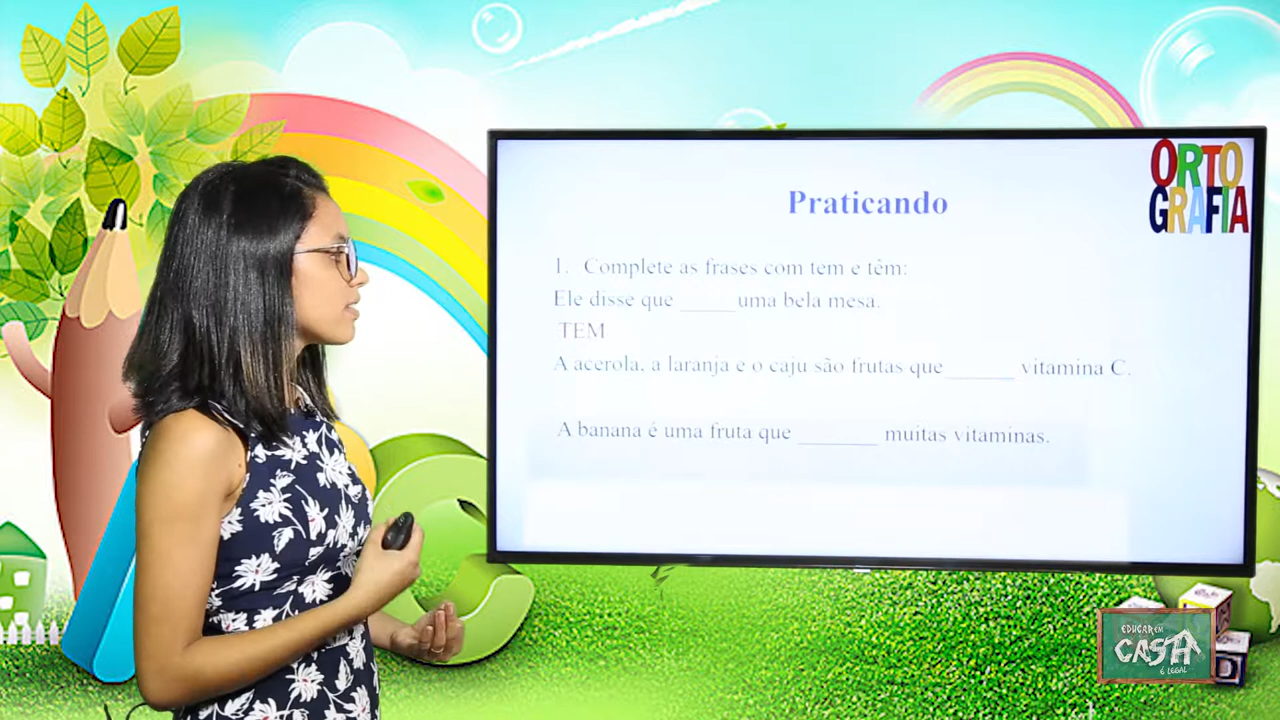 ORTO
GRAFIA
Praticando
1. Complete as frases com tem e têm:
Ele disse que _____ uma bela mesa.
TEM
A acerola, a laranja e o caju são frutas que ______ vitamina C.
A banana é uma fruta que _______ muitas vitaminas.
EDUCAR EM
CASA
É LEGAL